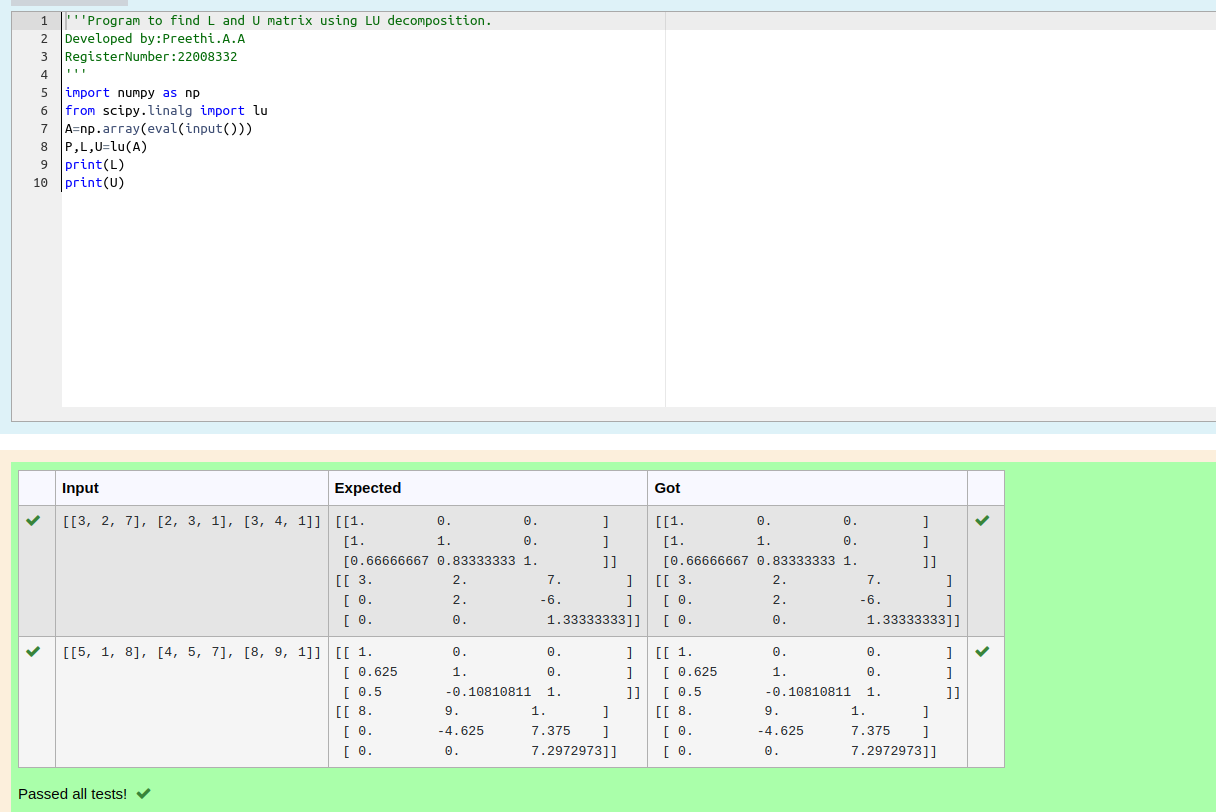 1 '''Program to find L and U matrix using LU decomposition.
2 Developed by:Preethi.A.A
3 RegisterNumber:22008332
4 '''
5 import numpy as np
6 from scipy.linalg import lu
7 A=np.array(eval(input()))
8 P,L,U=lu(A)
9 print(L)
10 print(U)
Input Expected Got
[[3, 2, 7], [2, 3, 1], [3, 4, 1]] [[1. 0. 0. ] [[1. 0. 0. ]
[1. 1. 0. ] [1. 1. 0. ]
[0.66666667 0.83333333 1. ]] [0.66666667 0.83333333 1. ]]
[[ 3. 2. 7. ] [[ 3. 2. 7. ]
[ 0. 2. -6. ] [ 0. 2. -6. ]
[ 0. 0. 1.33333333]] [ 0. 0. 1.33333333]]
[[5, 1, 8], [4, 5, 7], [8, 9, 1]] [[ 1. 0. 0. ] [[ 1. 0. 0. ]
[ 0.625 1. 0. ] [ 0.625 1. 0. ]
[ 0.5 -0.10810811 1. ]] [ 0.5 -0.10810811 1. ]]
[[ 8. 9. 1. ] [[ 8. 9. 1. ]
[ 0. -4.625 7.375 ] [ 0. -4.625 7.375 ]
[ 0. 0. 7.2972973]] [ 0. 0. 7.2972973]]
Passed all tests!